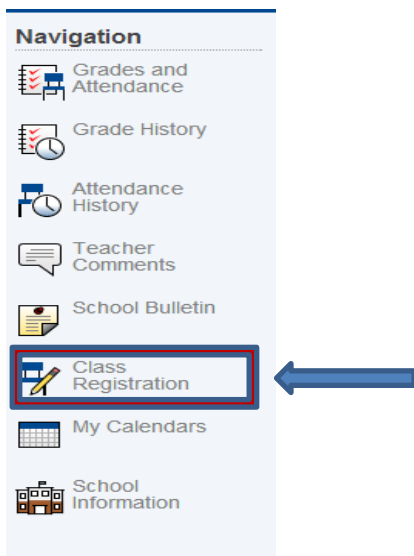 Navigation
Grades and
Attendance
Grade History
Attendance
History
Teacher
Comments
School Bulletin
Class
Registration
My Calendars
School
Information